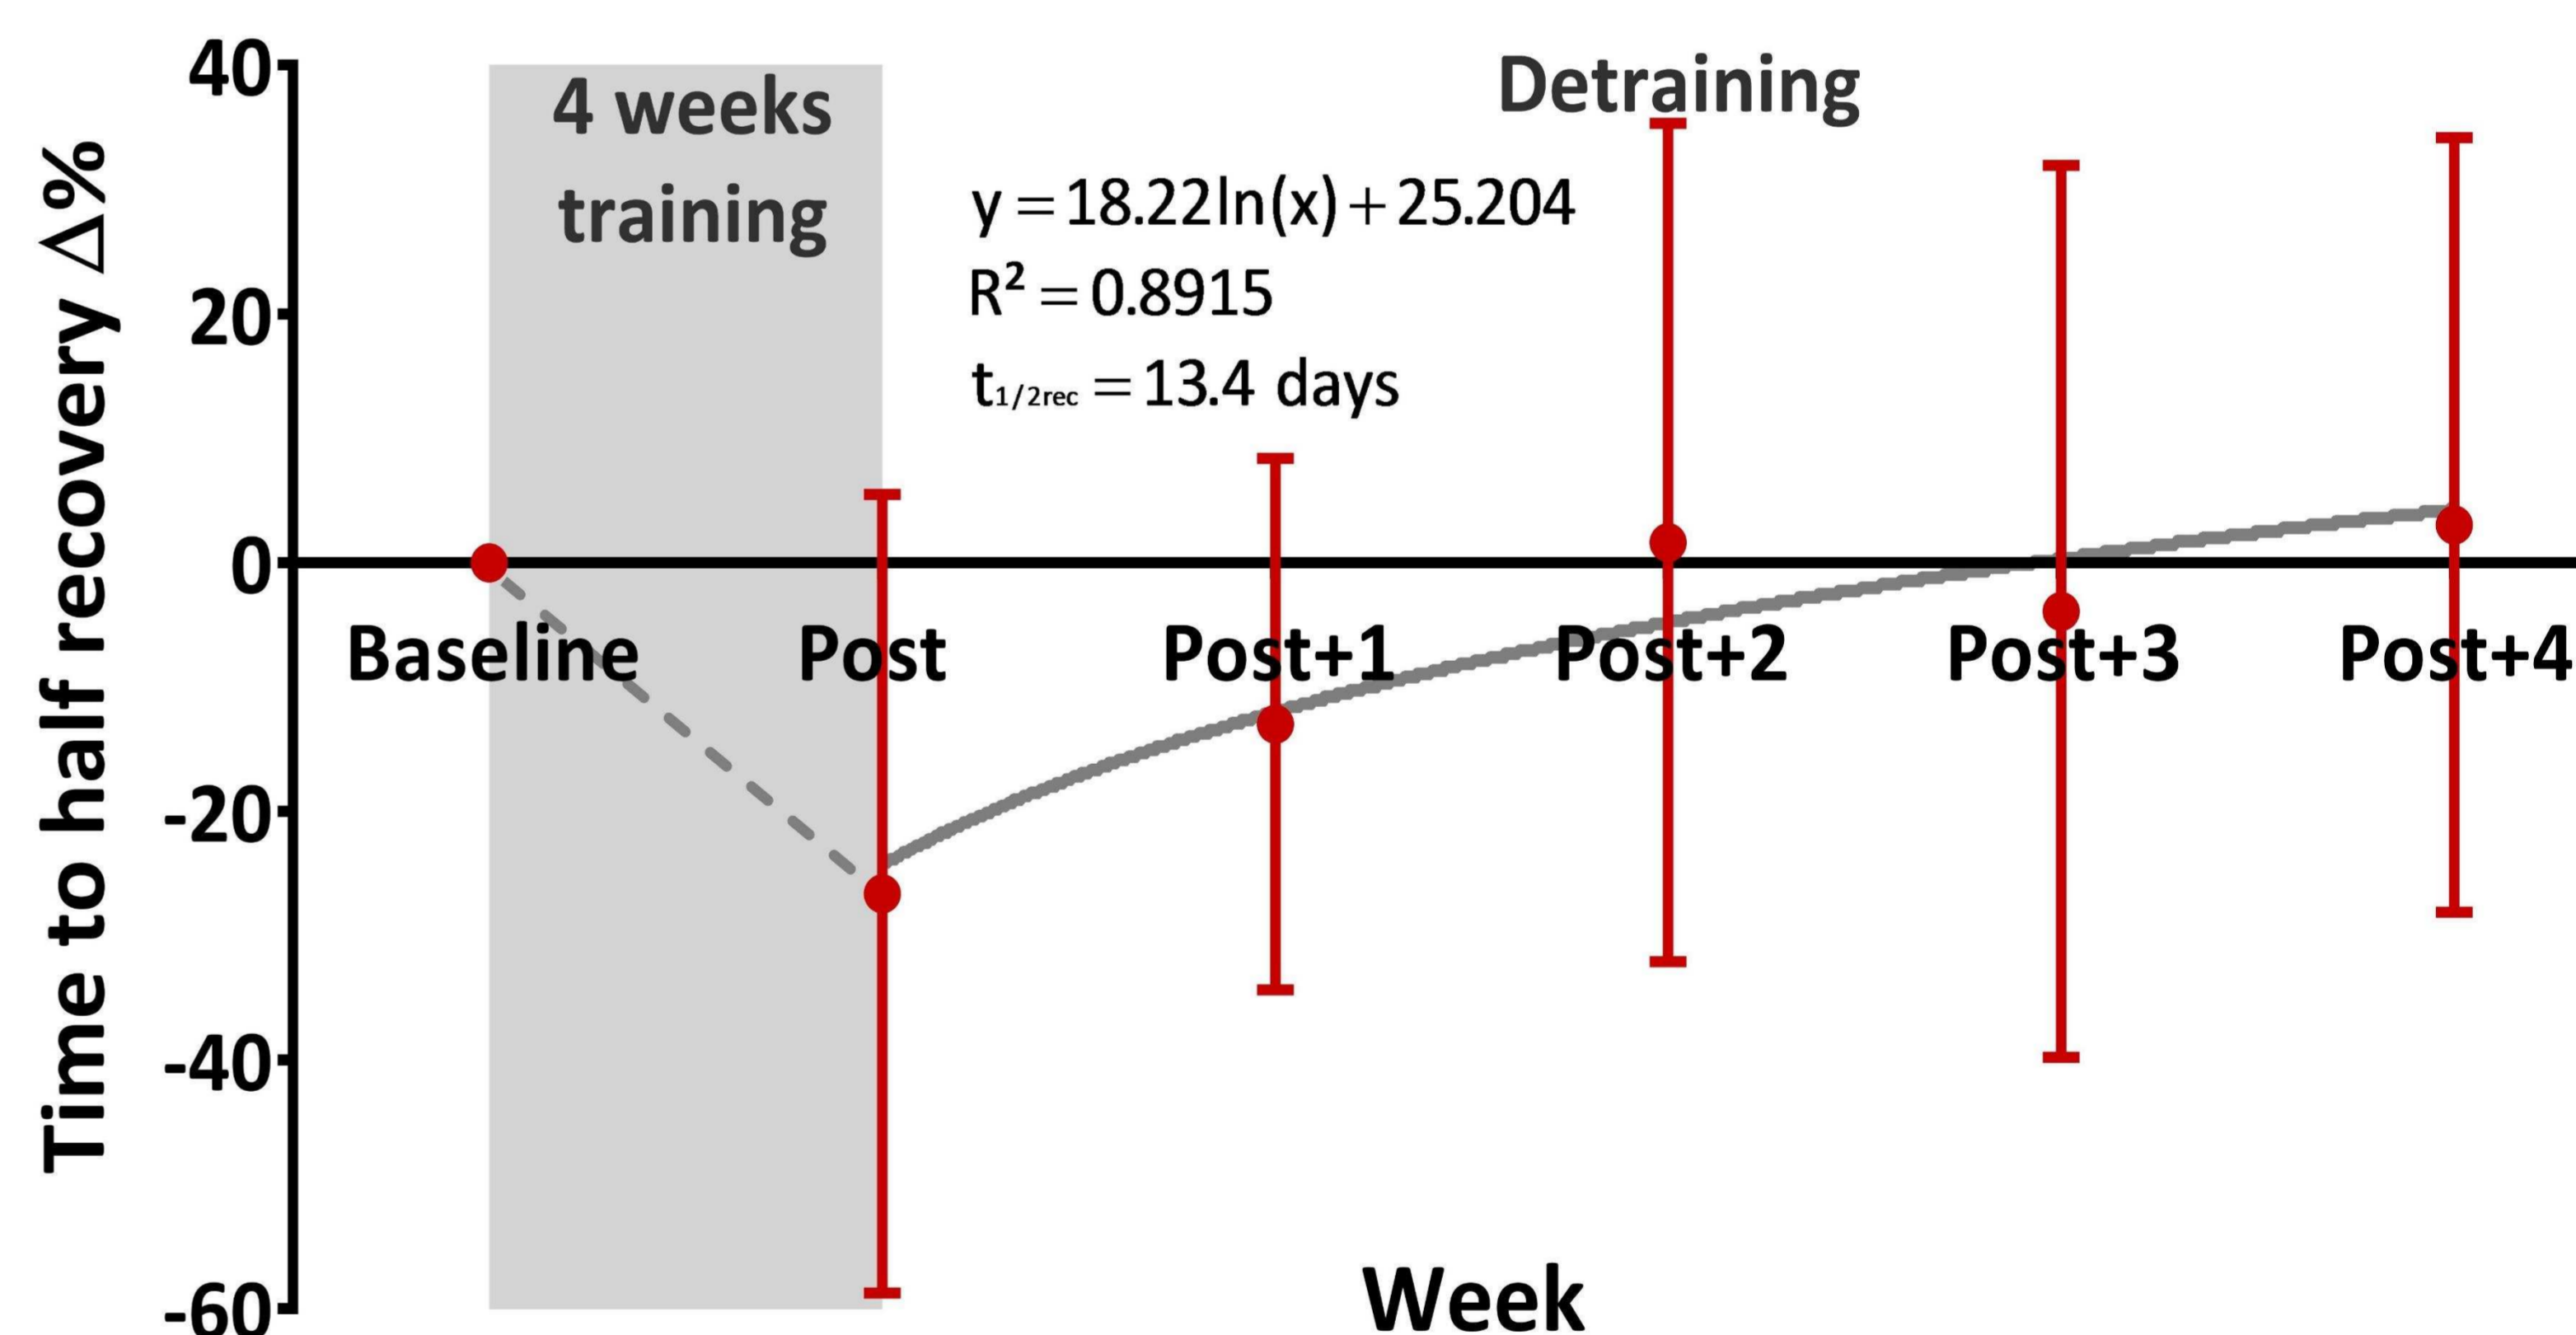 Time to half recovery Δ%
40
20
0
-20
-40
-60
4 weeks
training
Detraining
y = 18.22ln(x) + 25.204
R² = 0.8915
t1/2rec = 13.4 days
Baseline
Post
Post+1
Post+2
Post+3
Post+4
Week